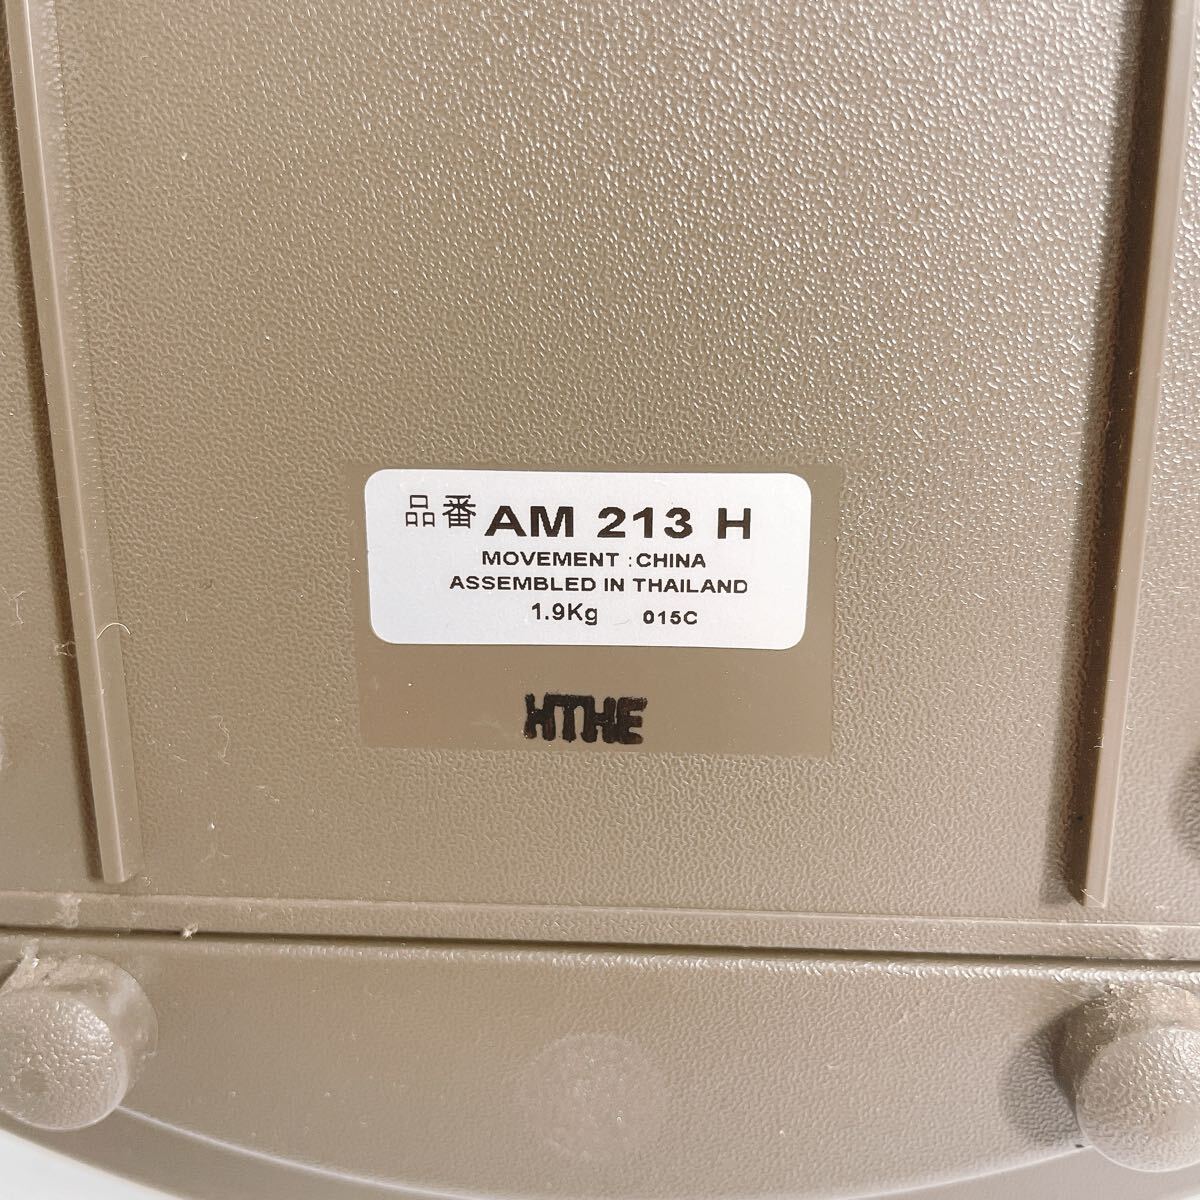 品番 AM 213 H
MOVEMENT : CHINA
ASSEMBLED IN THAILAND
1.9Kg 015C
HTHE